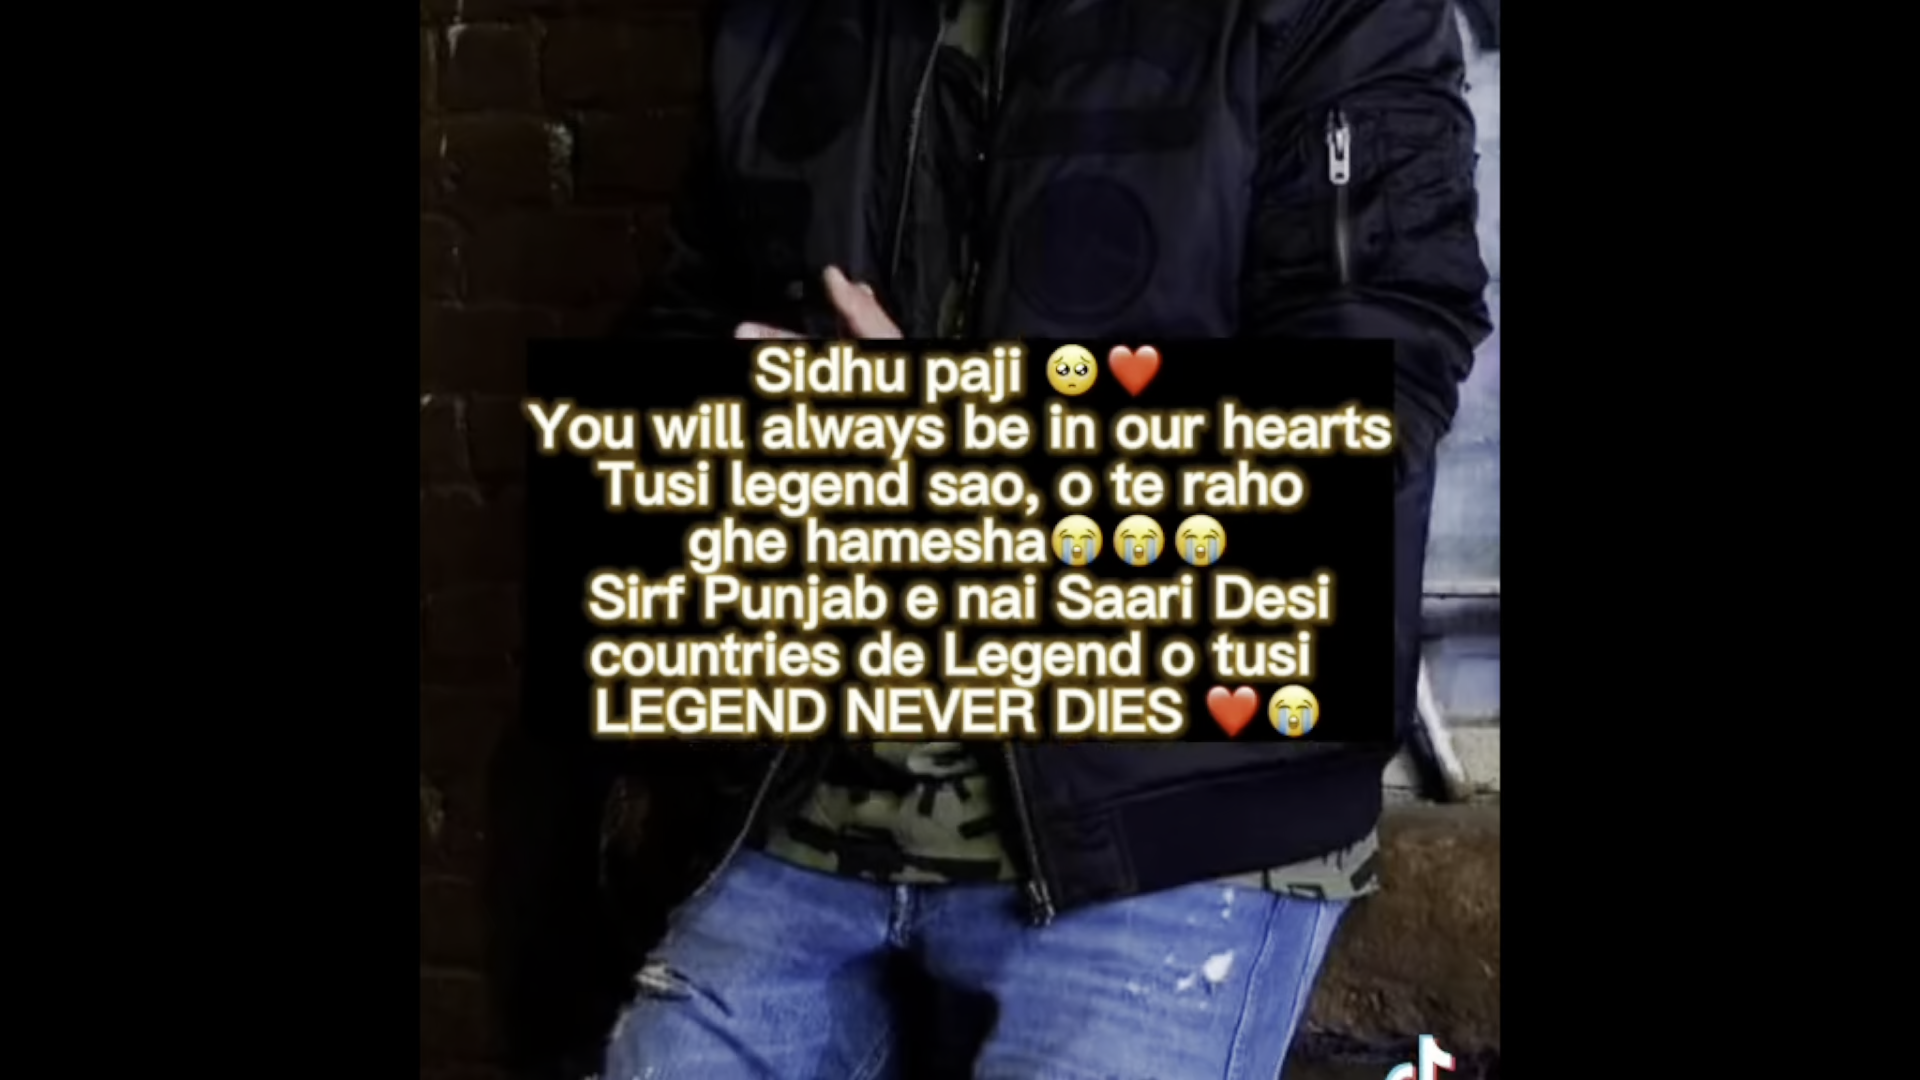 Sidhu paji 🥺❤️
You will always be in our hearts
Tusi legend sao, o te raho
ghe hamesha😭😭😭
Sirf Punjab e nai Saari Desi
countries de Legend o tusi
LEGEND NEVER DIES ❤️😭